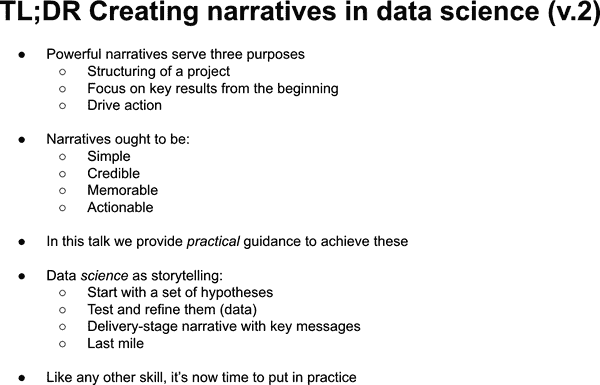 TL;DR Creating narratives in data science (v.2)
● Powerful narratives serve three purposes
○ Structuring of a project
○ Focus on key results from the beginning
○ Drive action
● Narratives ought to be:
○ Simple
○ Credible
○ Memorable
○ Actionable
● In this talk we provide practical guidance to achieve these
● Data science as storytelling:
○ Start with a set of hypotheses
○ Test and refine them (data)
○ Delivery-stage narrative with key messages
○ Last mile
● Like any other skill, it's now time to put in practice